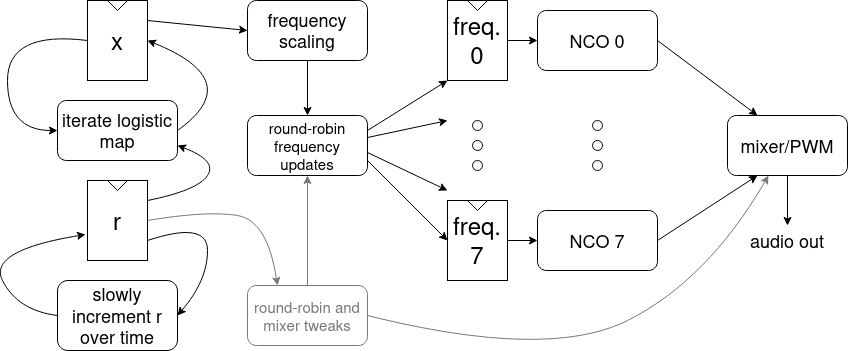 x
frequency
scaling
freq.
0
NCO 0
iterate logistic
map
round-robin
frequency
updates
mixer/PWM
r
freq.
7
NCO 7
audio out
slowly
increment r
over time
round-robin and
mixer tweaks